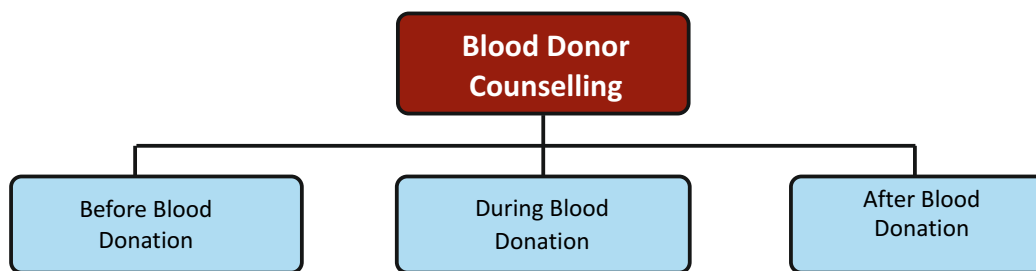 Blood Donor
Counselling
Before Blood
Donation
During Blood
Donation
After Blood
Donation